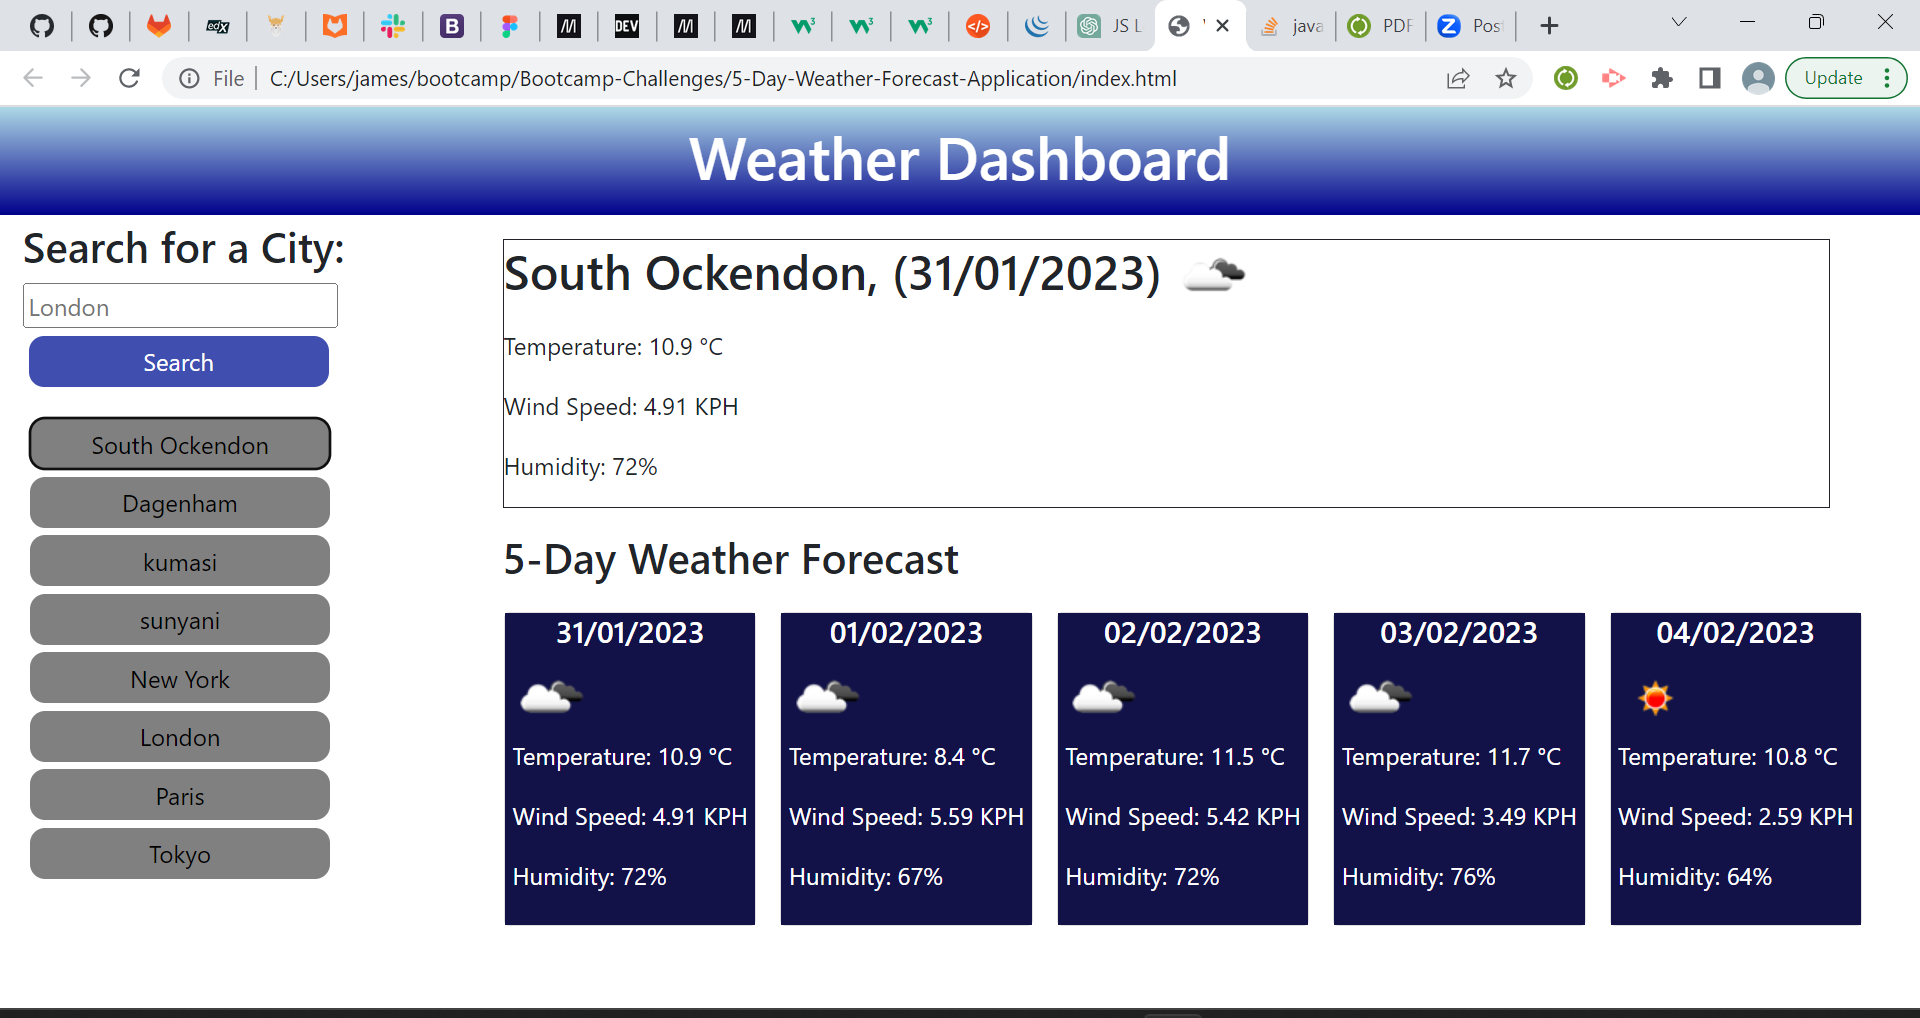 edX
DEV
JS L
java
PDF
Pos
File
C:/Users/james/bootcamp/Bootcamp-Challenges/5-Day-Weather-Forecast-Application/index.html
Update
Weather Dashboard
Search for a City:
London
Search
South Ockendon
Dagenham
kumasi
sunyani
New York
London
Paris
Tokyo
South Ockendon, (31/01/2023)
Temperature: 10.9 °C
Wind Speed: 4.91 KPH
Humidity: 72%
5-Day Weather Forecast
31/01/2023
Temperature: 10.9 °C
Wind Speed: 4.91 KPH
Humidity: 72%
01/02/2023
Temperature: 8.4 °C
Wind Speed: 5.59 KPH
Humidity: 67%
02/02/2023
Temperature: 11.5 °C
Wind Speed: 5.42 KPH
Humidity: 72%
03/02/2023
Temperature: 11.7 °C
Wind Speed: 3.49 KPH
Humidity: 76%
04/02/2023
Temperature: 10.8 °C
Wind Speed: 2.59 KPH
Humidity: 64%